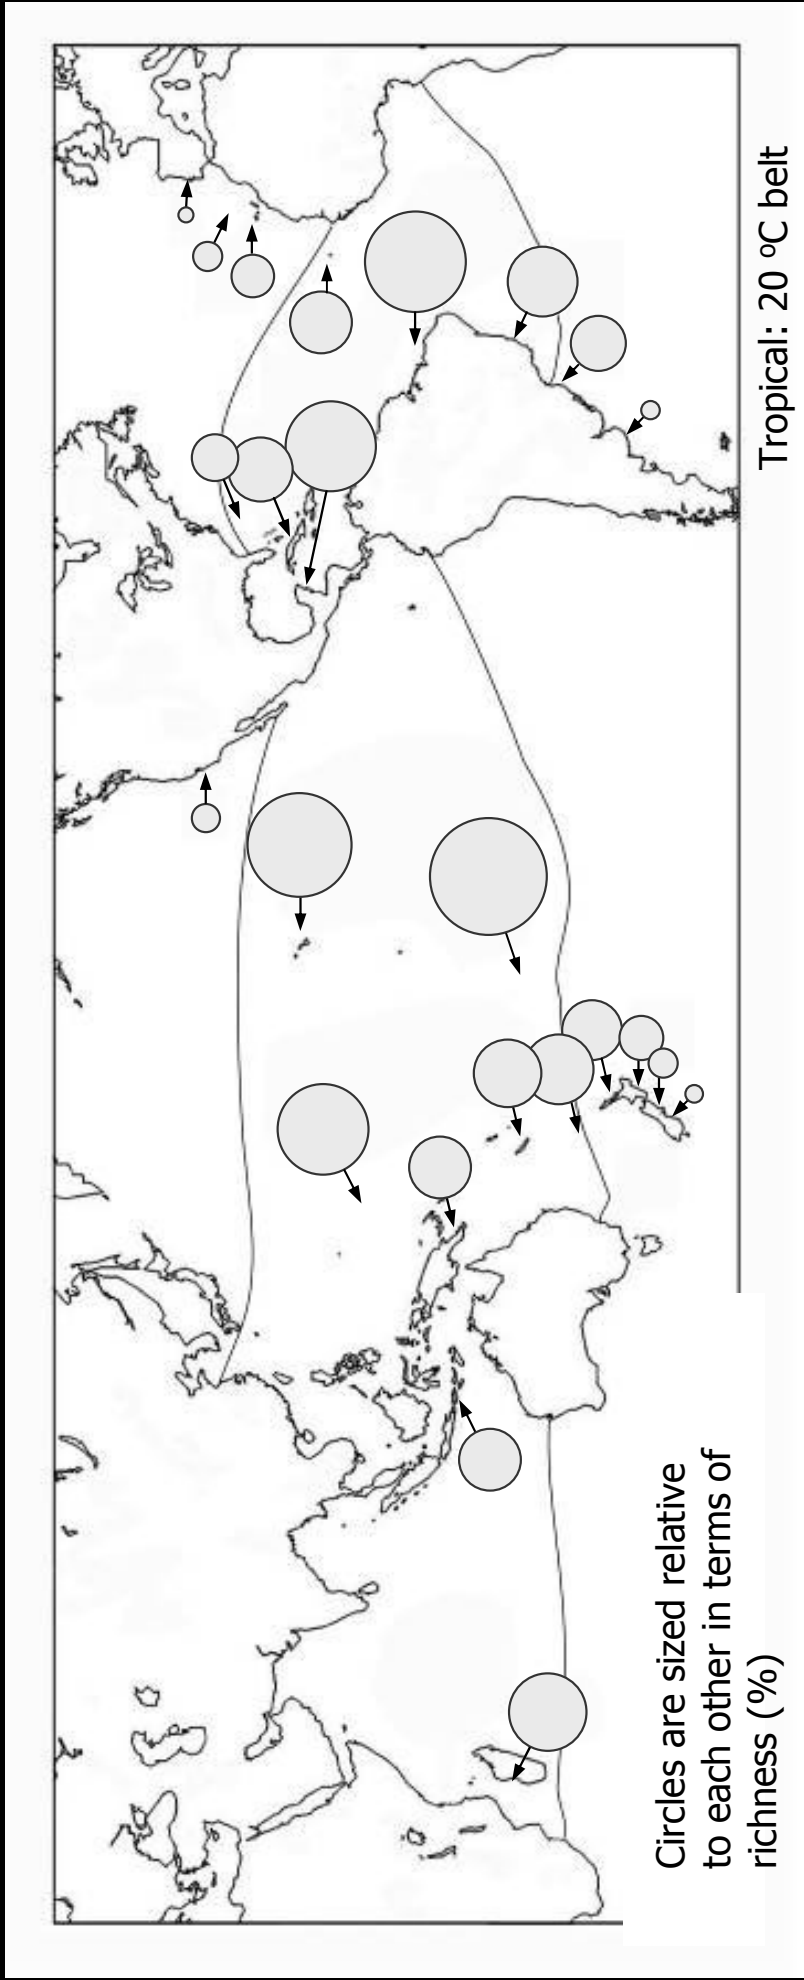 Tropical: 20 ºC belt
Circles are sized relative
to each other in terms of
richness (%)